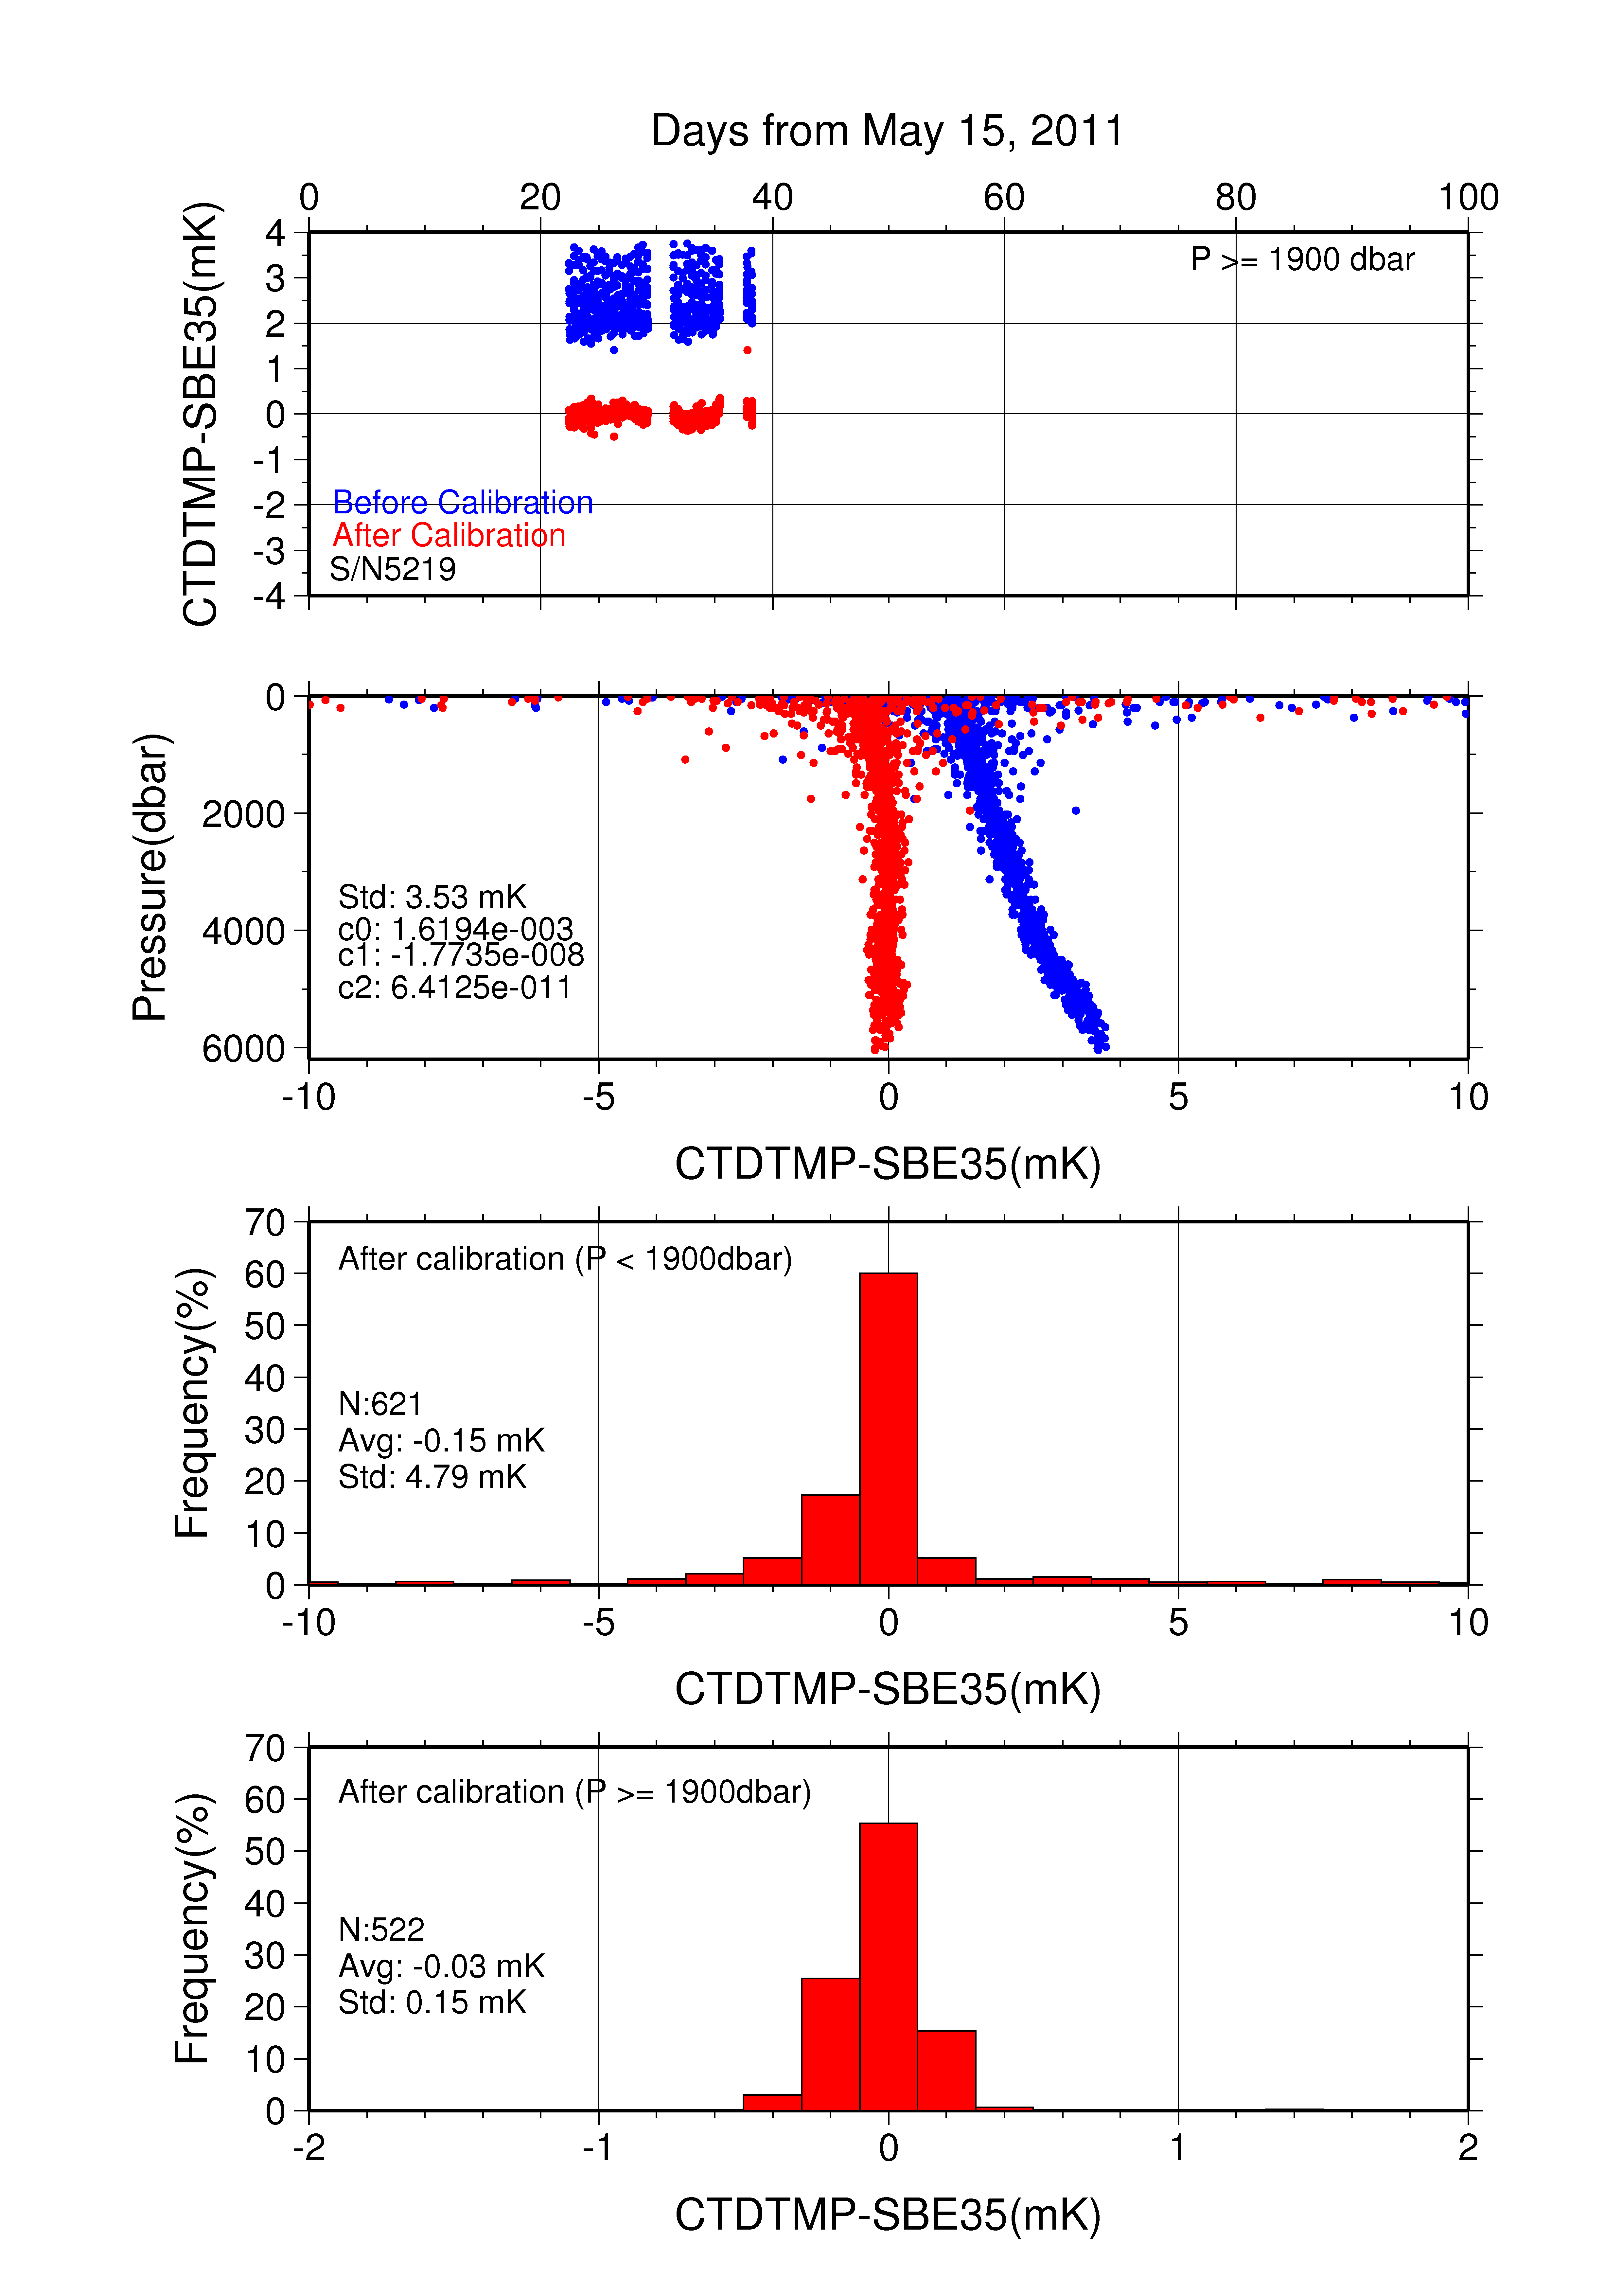 Days from May 15, 2011
0 20 40 60 80 100
CTDTMP-SBE35(mK)
4
3
2
1
0
-1
-2
-3
-4
P >= 1900 dbar
Before Calibration
After Calibration
S/N5219
Pressure(dbar)
0
2000
4000
6000
Std: 3.53 mK
c0: 1.6194e-003
c1: -1.7735e-008
c2: 6.4125e-011
-10 -5 0 5 10
CTDTMP-SBE35(mK)
Frequency(%)
70
60
50
40
30
20
10
0
After calibration (P < 1900dbar)
N:621
Avg: -0.15 mK
Std: 4.79 mK
-10 -5 0 5 10
CTDTMP-SBE35(mK)
Frequency(%)
70
60
50
40
30
20
10
0
After calibration (P >= 1900dbar)
N:522
Avg: -0.03 mK
Std: 0.15 mK
-2 -1 0 1 2
CTDTMP-SBE35(mK)